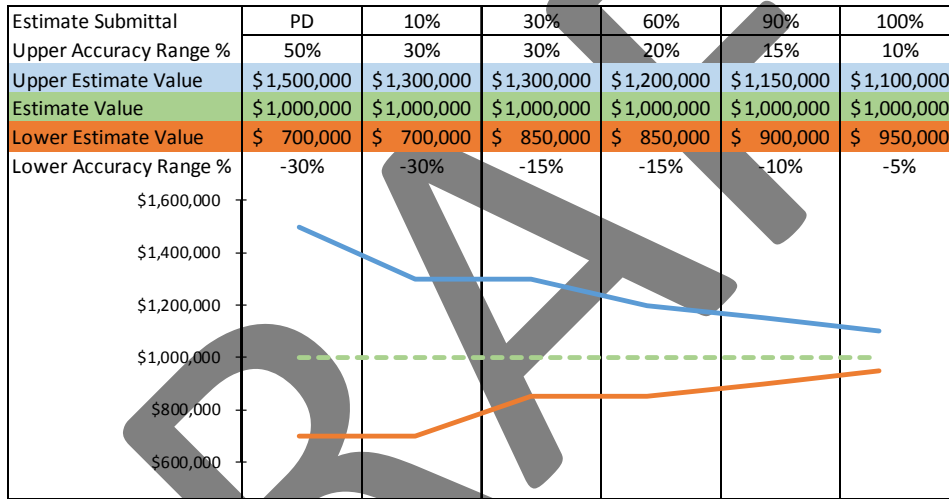 Estimate Submittal PD 10% 30% 60% 90% 100%
Upper Accuracy Range % 50% 30% 30% 20% 15% 10%
Upper Estimate Value $1,500,000 $1,300,000 $1,300,000 $1,200,000 $1,150,000 $1,100,000
Estimate Value $1,000,000 $1,000,000 $1,000,000 $1,000,000 $1,000,000 $1,000,000
Lower Estimate Value $ 700,000 $ 700,000 $ 850,000 $ 850,000 $ 900,000 $ 950,000
Lower Accuracy Range % -30% -30% -15% -15% -10% -5%
$1,600,000
$1,400,000
$1,200,000
$1,000,000
$800,000
$600,000